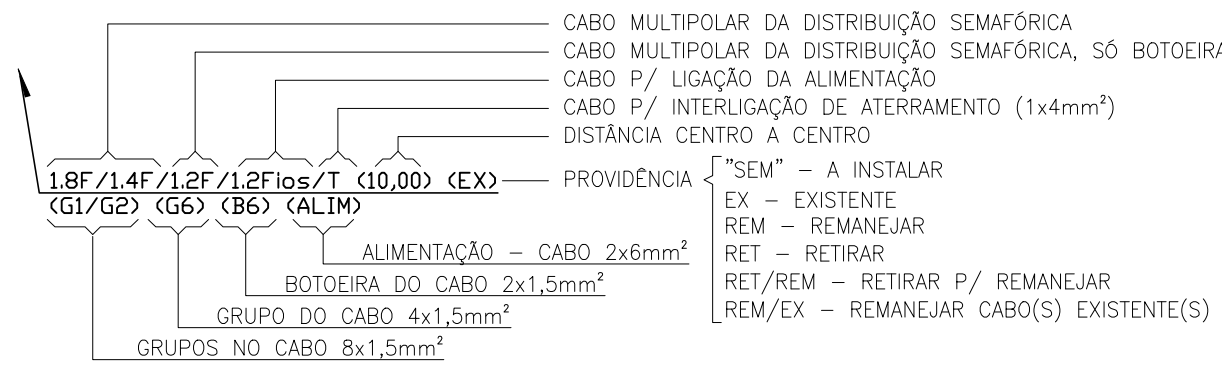 CABO MULTIPOLAR DA DISTRIBUIÇÃO SEMAFÓRICA
CABO MULTIPOLAR DA DISTRIBUIÇÃO SEMAFÓRICA, SÓ BOTOEIRA
CABO P/ LIGAÇÃO DA ALIMENTAÇÃO
CABO P/ INTERLIGAÇÃO DE ATERRAMENTO (1x4mm²)
DISTÂNCIA CENTRO A CENTRO
1.8F/1.4F/1.2F/1.2Fios/T (10,00) (EX)
PROVIDÊNCIA
"SEM" – A INSTALAR
EX – EXISTENTE
REM – REMANEJAR
RET – RETIRAR
RET/REM – RETIRAR P/ REMANEJAR
REM/EX – REMANEJAR CABO(S) EXISTENTE(S)
(G1/G2) (G6) (B6) (ALIM)
ALIMENTAÇÃO – CABO 2x6mm²
BOTOEIRA DO CABO 2x1,5mm²
GRUPO DO CABO 4x1,5mm²
GRUPOS NO CABO 8x1,5mm²